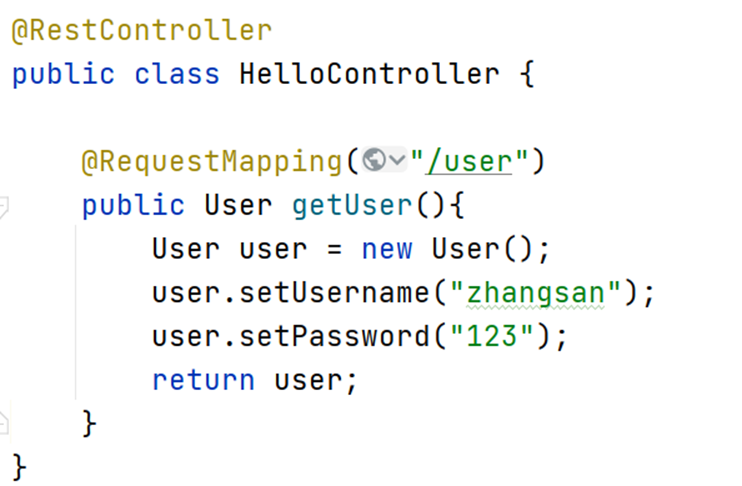 @RestController
public class HelloController {
@RequestMapping("/user")
public User getUser(){
User user = new User();
user.setUsername("zhangsan");
user.setPassword("123");
return user;
}
}